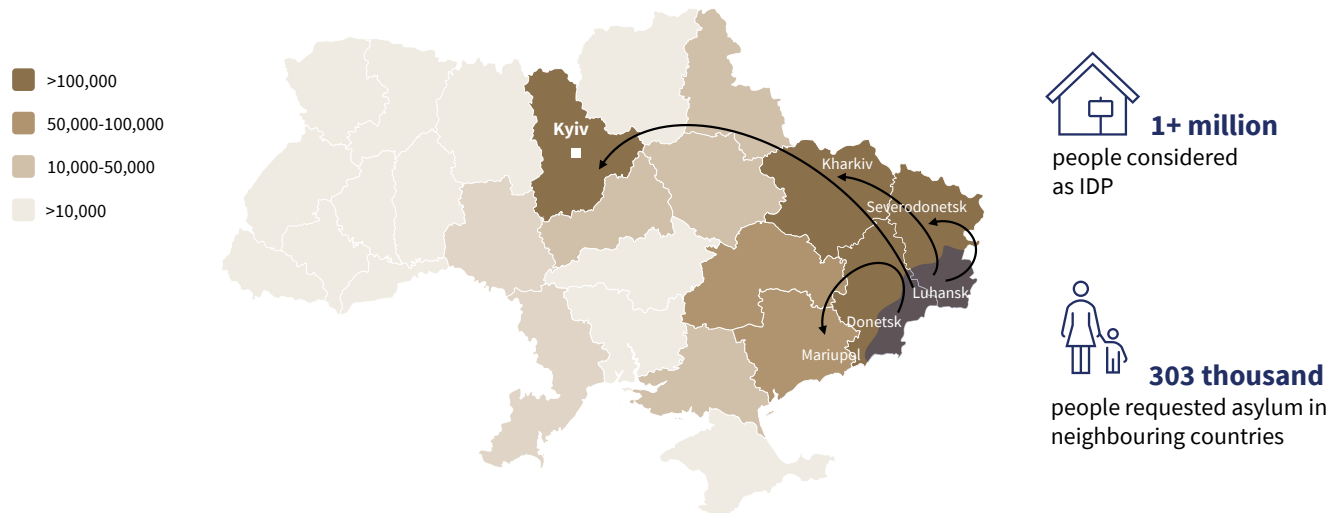 >100,000
50,000-100,000
10,000-50,000
>10,000
Kyiv
Kharkiv
Severodonetsk
Luhansk
Donetsk
Mariupol
1+ million
people considered
as IDP
303 thousand
people requested asylum in
neighbouring countries